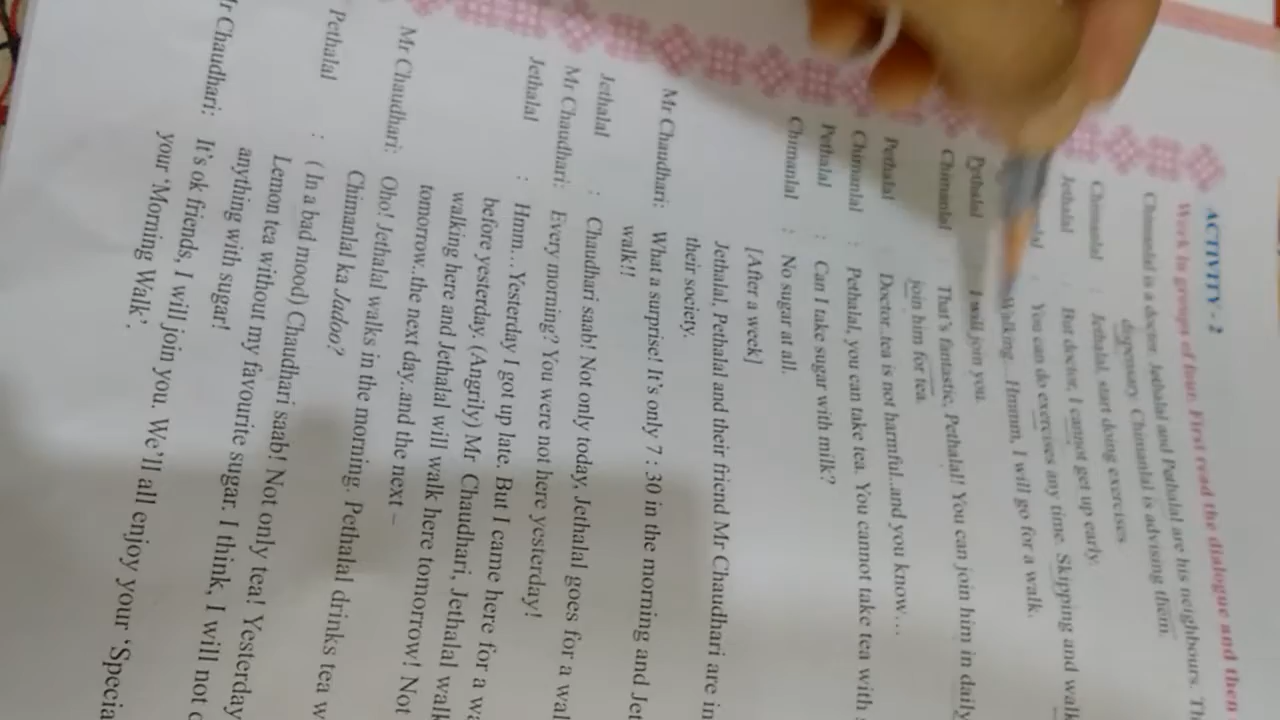 ACTIVITY - 2
Work in groups of four. First read the dialogue and then
Chimanlal is a doctor. Jethalal and Pethalal are his neighbours.
dispensary. Chimanlal is advising them.
Chimanlal : Jethalal, start doing exercises.
Jethalal : But doctor, I cannot get up early.
You can do exercises any time. Skipping and
Walking...Hmmm, I will go for a walk.
Pethalal I will join you.
Chimanlal That's fantastic, Pethalal! You can join him in daily
join him for tea.
Pethalal : Doctor..tea is not harmful..and you know...
Chimanlal : Pethalal, you can take tea. You cannot take tea with
Pethalal : Can I take sugar with milk?
Chimanlal : No sugar at all.
[After a week]
Jethalal, Pethalal and their friend Mr Chaudhari are in
their society.
Mr Chaudhari: What a surprise! It's only 7 : 30 in the morning and
walk!!
Jethalal : Chaudhari saab! Not only today, Jethalal goes for a
Mr Chaudhari: Every morning? You were not here yesterday!
Jethalal : Hmm... Yesterday I got up late. But I came here for a
before yesterday. (Angrily) Mr Chaudhari, Jethalal
walking here and Jethalal will walk here tomorrow! Not
tomorrow..the next day..and the next –
Mr Chaudhari: Oho! Jethalal walks in the morning. Pethalal drinks tea
Chimanlal ka Jadoo?
Pethalal : ( In a bad mood) Chaudhari saab! Not only tea! Yesterday
Lemon tea without my favourite sugar. I think, I will not
anything with sugar!
Chaudhari: It's ok friends, I will join you. We'll all enjoy your
your 'Morning Walk'.